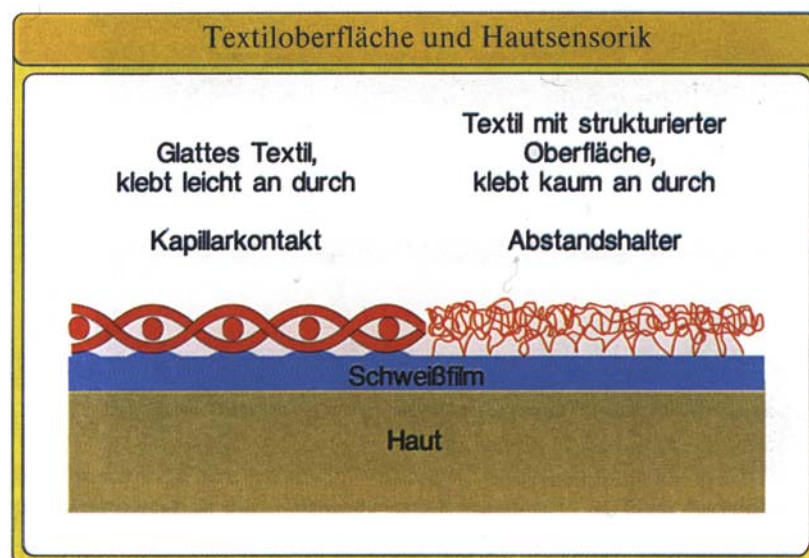 Textiloberfläche und Hautsensorik
Glattes Textil,
klebt leicht an durch
Kapillarkontakt
Textil mit strukturierter
Oberfläche,
klebt kaum an durch
Abstandshalter
Schweißfilm
Haut